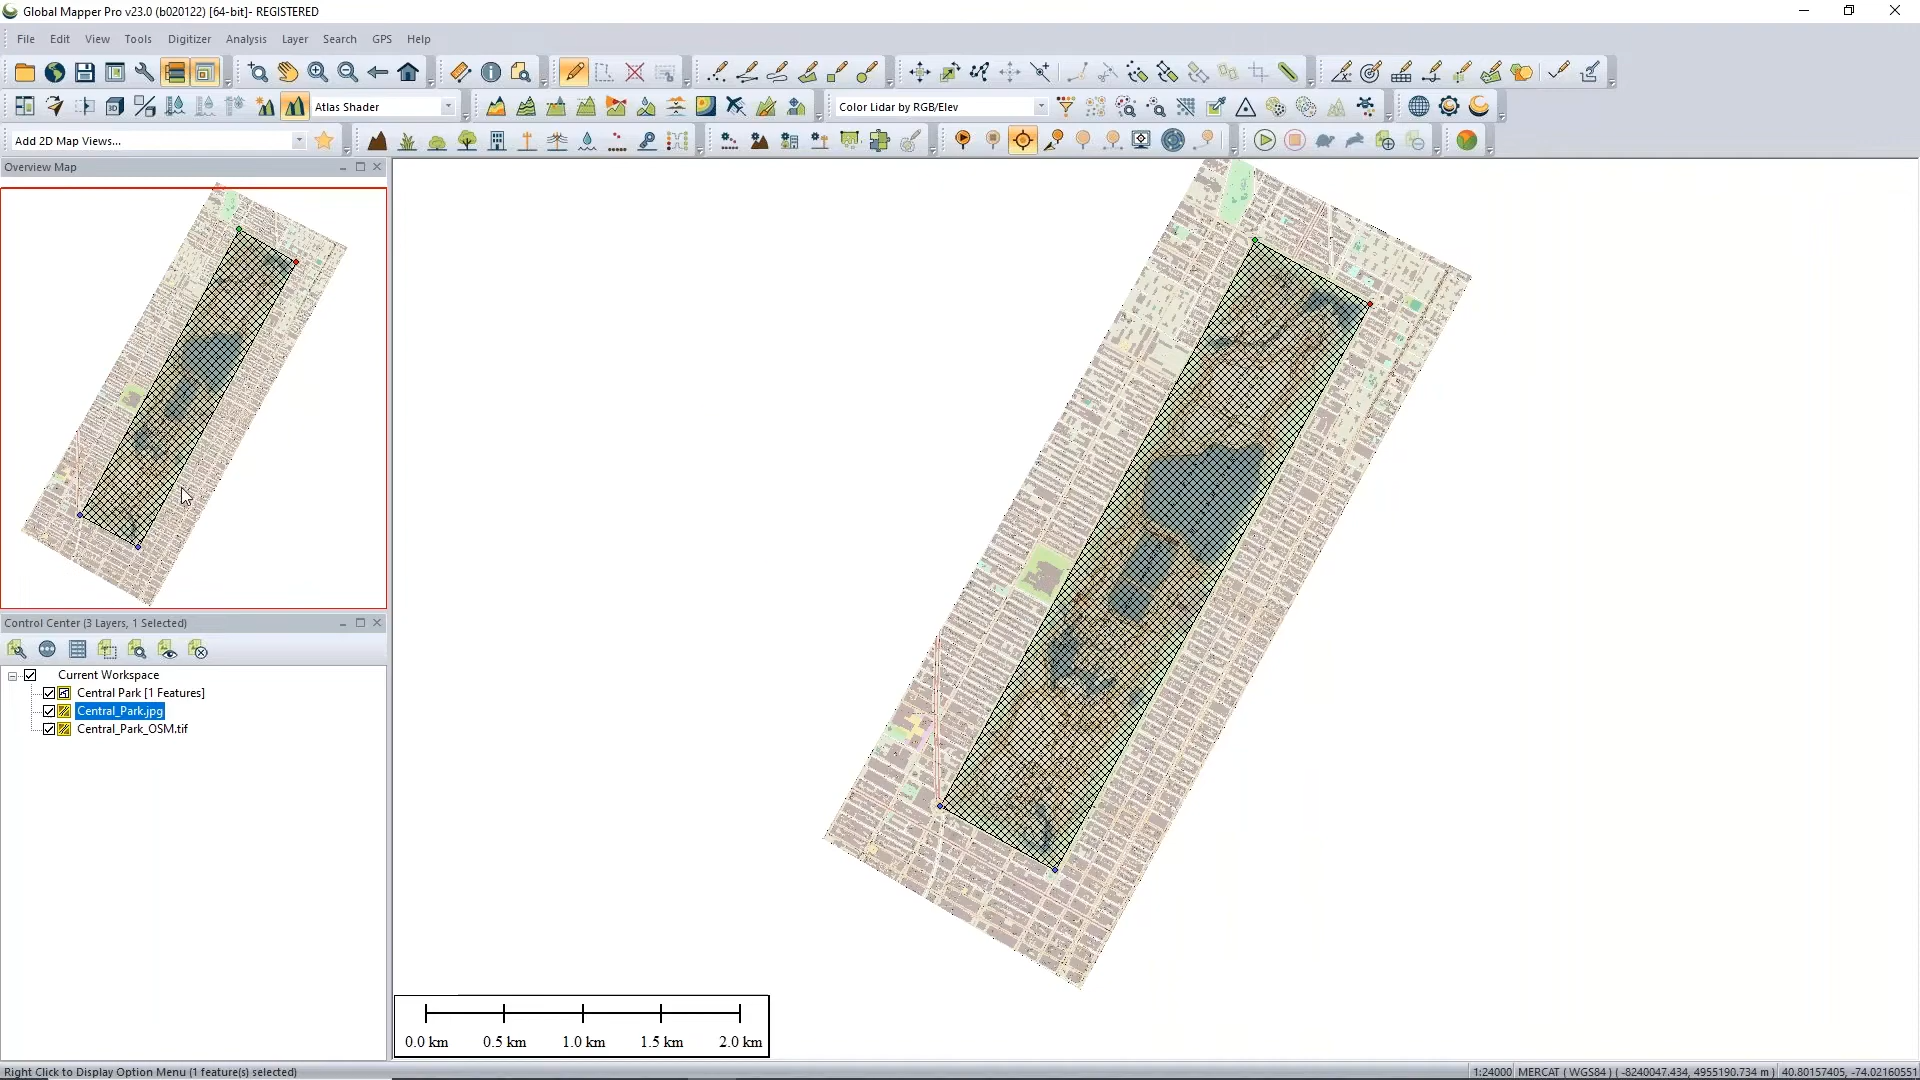 Global Mapper Pro v23.0 (b020122) [64-bit]- REGISTERED
File Edit View Tools Digitizer Analysis Layer Search GPS Help
Atlas Shader
Color Lidar by RGB/Elev
Add 2D Map Views...
Overview Map
Control Center (3 Layers, 1 Selected)
Current Workspace
Central Park [1 Features]
Central_Park.jpg
Central_Park_OSM.tif
0.0 km 0.5 km 1.0 km 1.5 km 2.0 km
Right Click to Display Option Menu (1 feature(s) selected)
1:24000 MERCAT ( WGS84 ) ( -8240047.434, 4955190.734 m ) 40.80157405, -74.02160551